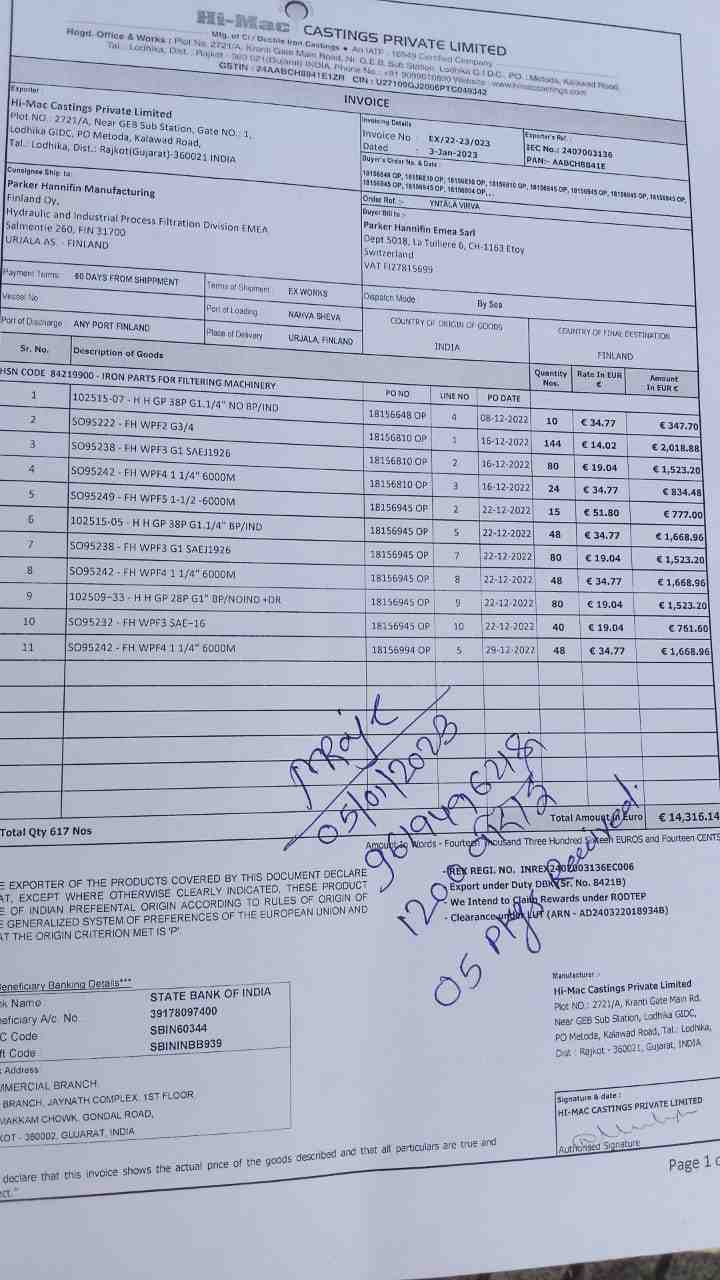 Hi-Mac CASTINGS PRIVATE LIMITED
Mfg. of CI / Ductile Iron Castings • An IATF - 16949 Certified Company
Regd. Office & Works : Plot No. 2721/A, Kranti Gate Main Road, Nr. G.E.B. Sub Station, Lodhika G.I.D.C., PO : Metoda, Kalawad Road,
Tal. Lodhika, Dist. : Rajkot - 360 021(Gujarat) INDIA, Phone No.: +91 9099610890 Website : www.himaccastings.com
GSTIN : 24AABCH8841E1ZR CIN : U27109GJ2006PTC049342
INVOICE
Exporter :
Hi-Mac Castings Private Limited
Plot NO.: 2721/A, Near GEB Sub Station, Gate NO.: 1,
Lodhika GIDC, PO Metoda, Kalawad Road,
Tal.: Lodhika, Dist.: Rajkot(Gujarat)-360021 INDIA
Invoicing Details
Invoice No : EX/22-23/023
Dated : 3-Jan-2023
Exporter's Ref. :
IEC No.: 2407003136
PAN:- AABCH8841E
Buyer's Order No. & Date :
18156648 OP, 18156810 OP, 18156810 OP, 18156810 OP, 18156945 OP, 18156945 OP, 18156945 OP, 18156945 OP,
18156945 OP, 18156945 OP, 18156994 OP, . .
Order Ref. :- YNTÄLÄ VIRVA
Consignee Ship to:
Parker Hannifin Manufacturing
Finland Oy,
Hydraulic and Industrial Process Filtration Division EMEA
Salmentie 260, FIN 31700
URJALA AS. - FINLAND
Buyer Bill to :-
Parker Hannifin Emea Sarl
Dept 5018, La Tuiliere 6, CH-1163 Etoy
Switzerland
VAT FI27815699
Payment Terms: 60 DAYS FROM SHIPPMENT
Terms of Shipment : EX WORKS
Dispatch Mode By Sea
Vessel No
Port of Loading NAHVA SHEVA
Port of Discharge ANY PORT FINLAND
Place of Delivery URJALA, FINLAND
COUNTRY OF ORIGIN OF GOODS
INDIA
COUNTRY OF FINAL DESTINATION
FINLAND
Sr. No. Description of Goods Quantity Nos. Rate In EUR € Amount In EUR €
HSN CODE 84219900 - IRON PARTS FOR FILTERING MACHINERY PO NO LINE NO PO DATE
1 102515-07 - H H GP 38P G1.1/4" NO BP/IND 18156648 OP 4 08-12-2022 10 € 34.77 € 347.70
2 SO95222 - FH WPF2 G3/4 18156810 OP 1 16-12-2022 144 € 14.02 € 2,018.88
3 SO95238 - FH WPF3 G1 SAEJ1926 18156810 OP 2 16-12-2022 80 € 19.04 € 1,523.20
4 SO95242 - FH WPF4 1 1/4" 6000M 18156810 OP 3 16-12-2022 24 € 34.77 € 834.48
5 SO95249 - FH WPF5 1-1/2 -6000M 18156945 OP 2 22-12-2022 15 € 51.80 € 777.00
6 102515-05 - H H GP 38P G1.1/4" BP/IND 18156945 OP 5 22-12-2022 48 € 34.77 € 1,668.96
7 SO95238 - FH WPF3 G1 SAEJ1926 18156945 OP 7 22-12-2022 80 € 19.04 € 1,523.20
8 SO95242 - FH WPF4 1 1/4" 6000M 18156945 OP 8 22-12-2022 48 € 34.77 € 1,668.96
9 102509-33 - H H GP 28P G1" BP/NOIND +DR 18156945 OP 9 22-12-2022 80 € 19.04 € 1,523.20
10 SO95232 - FH WPF3 SAE-16 18156945 OP 10 22-12-2022 40 € 19.04 € 761.60
11 SO95242 - FH WPF4 1 1/4" 6000M 18156994 OP 5 29-12-2022 48 € 34.77 € 1,668.96
05/01/2023
05 Pkgs Received.
Total Qty 617 Nos Total Amount in Euro € 14,316.14
Amount In Words - Fourteen Thousand Three Hundred Sixteen EUROS and Fourteen CENTS
E EXPORTER OF THE PRODUCTS COVERED BY THIS DOCUMENT DECLARE
AT, EXCEPT WHERE OTHERWISE CLEARLY INDICATED, THESE PRODUCT
E OF INDIAN PREFEENTAL ORIGIN ACCORDING TO RULES OF ORIGIN OF
E GENERALIZED SYSTEM OF PREFERENCES OF THE EUROPEAN UNION AND
AT THE ORIGIN CRITERION MET IS 'P'.
- REX REGI. NO. INREX2407003136EC006
- Export under Duty DBK (Sr. No. 8421B)
- We Intend to Claim Rewards under RODTEP
- Clearance under LUT (ARN - AD240322018934B)
eneficiary Banking Details***
nk Name STATE BANK OF INDIA
eficiary A/c. No. 39178097400
C Code SBIN60344
ft Code SBININBB939
Address
MMERCIAL BRANCH,
BRANCH, JAYNATH COMPLEX. 1ST FLOOR,
MAKKAM CHOWK, GONDAL ROAD,
KOT - 360002, GUJARAT, INDIA
Manufacturer :-
Hi-Mac Castings Private Limited
Plot NO.: 2721/A, Kranti Gate Main Rd,
Near GEB Sub Station, Lodhika GIDC,
PO Metoda, Kalawad Road, Tal.: Lodhika,
Dist : Rajkot - 360021, Gujarat, INDIA
Signature & date :
HI-MAC CASTINGS PRIVATE LIMITED
Authorised Signature
declare that this invoice shows the actual price of the goods described and that all particulars are true and
ct."
Page 1 o